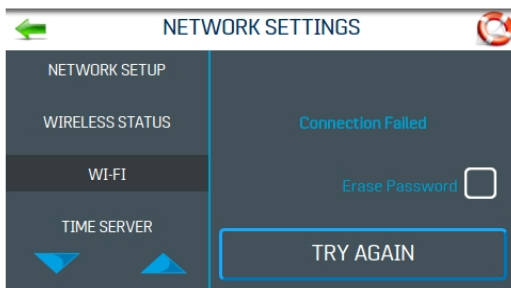 NETWORK SETTINGS
NETWORK SETUP
WIRELESS STATUS
WI-FI
TIME SERVER
Connection Failed
Erase Password
TRY AGAIN